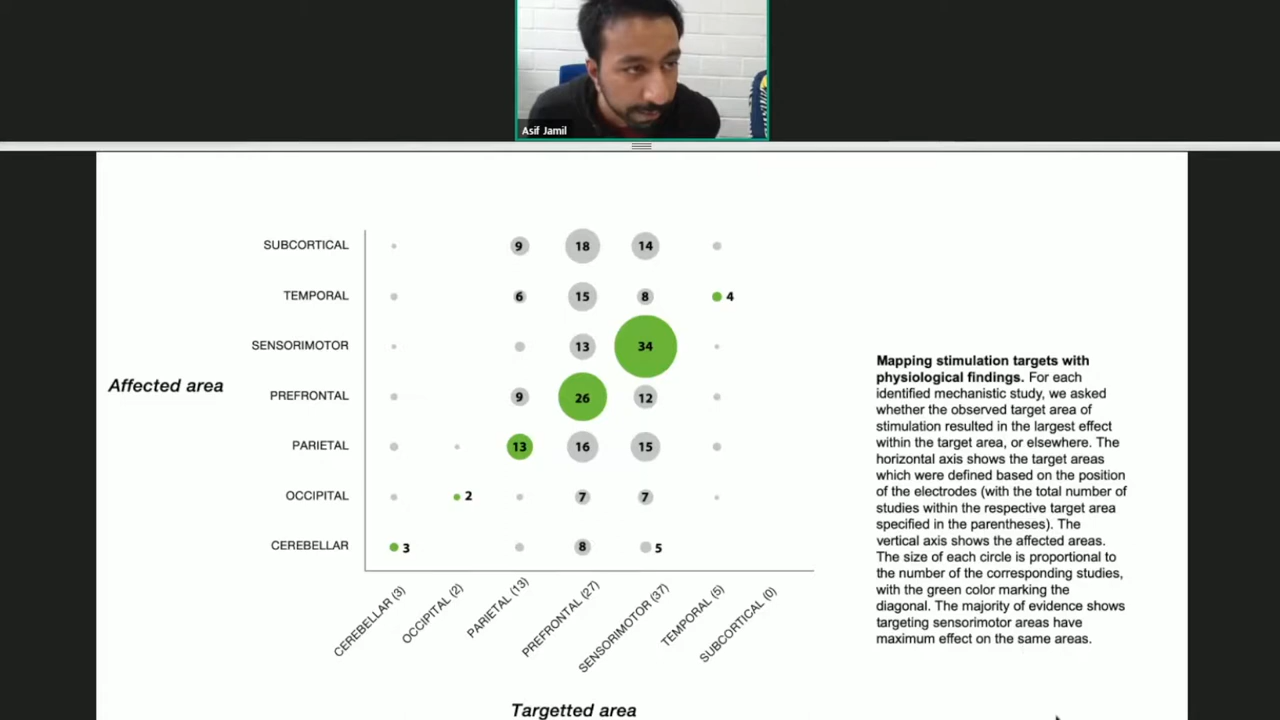 Asif Jamil
SUBCORTICAL 9 18 14
TEMPORAL 6 15 8 4
SENSORIMOTOR 13 34
Affected area
PREFRONTAL 9 26 12
PARIETAL 13 16 15
OCCIPITAL 2 7 7
CEREBELLAR 3 8 5
CEREBELLAR (3)
OCCIPITAL (2)
PARIETAL (13)
PREFRONTAL (27)
SENSORIMOTOR (37)
TEMPORAL (5)
SUBCORTICAL (0)
Targetted area
Mapping stimulation targets with
physiological findings. For each
identified mechanistic study, we asked
whether the observed target area of
stimulation resulted in the largest effect
within the target area, or elsewhere. The
horizontal axis shows the target areas
which were defined based on the position
of the electrodes (with the total number of
studies within the respective target area
specified in the parentheses). The
vertical axis shows the affected areas.
The size of each circle is proportional to
the number of the corresponding studies,
with the green color marking the
diagonal. The majority of evidence shows
targeting sensorimotor areas have
maximum effect on the same areas.